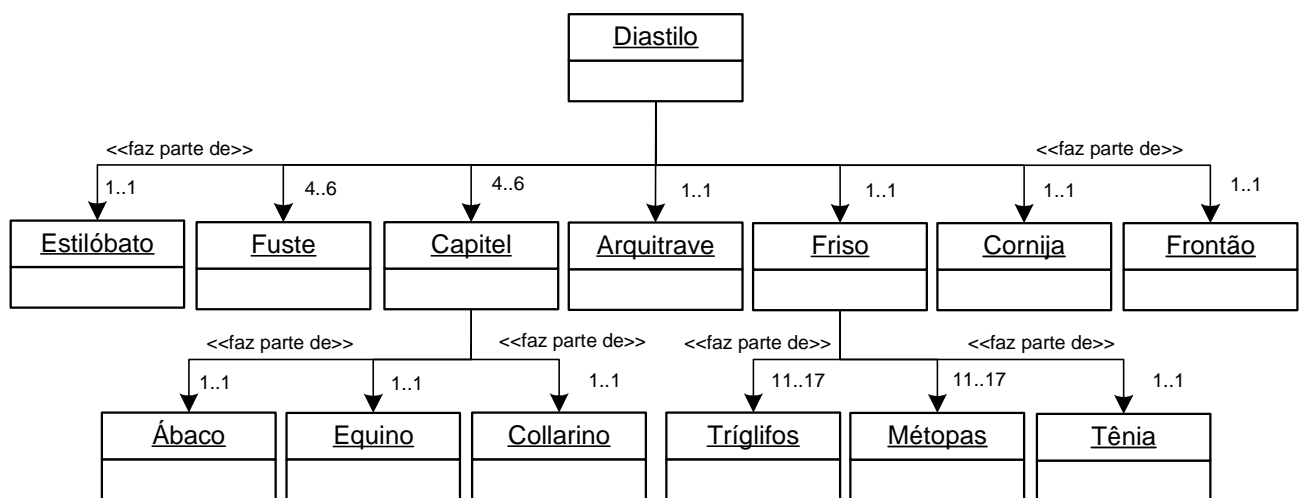 Diastilo
<<faz parte de>>
<<faz parte de>>
1..1
4..6
4..6
1..1
1..1
1..1
1..1
Estilóbato
Fuste
Capitel
Arquitrave
Friso
Cornija
Frontão
<<faz parte de>>
<<faz parte de>>
<<faz parte de>>
<<faz parte de>>
1..1
1..1
1..1
11..17
11..17
1..1
Ábaco
Equino
Collarino
Tríglifos
Métopas
Tênia